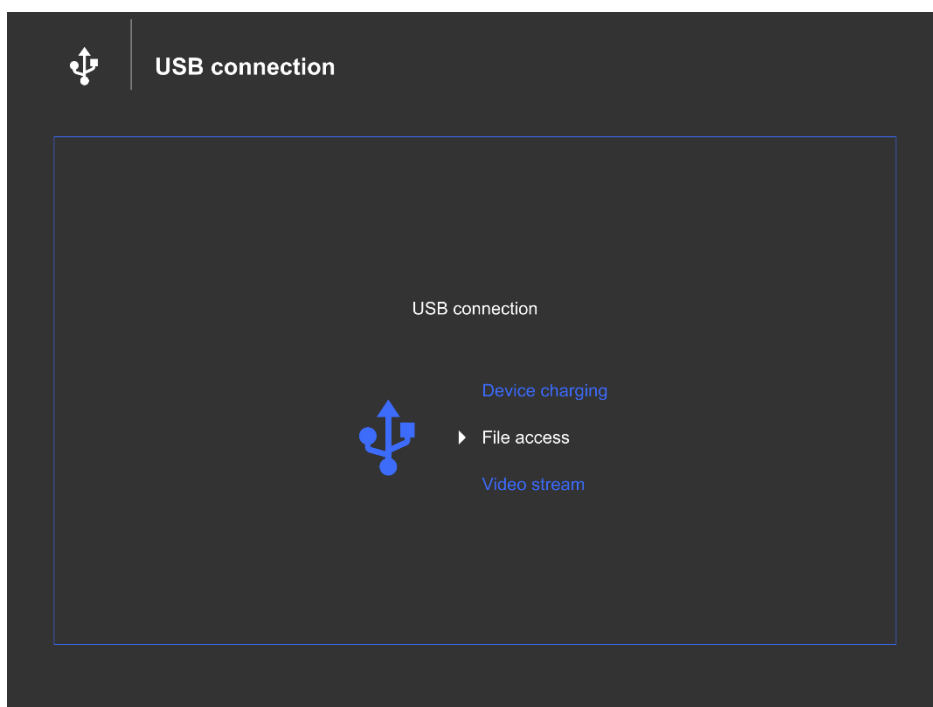 USB connection
USB connection
Device charging
File access
Video stream